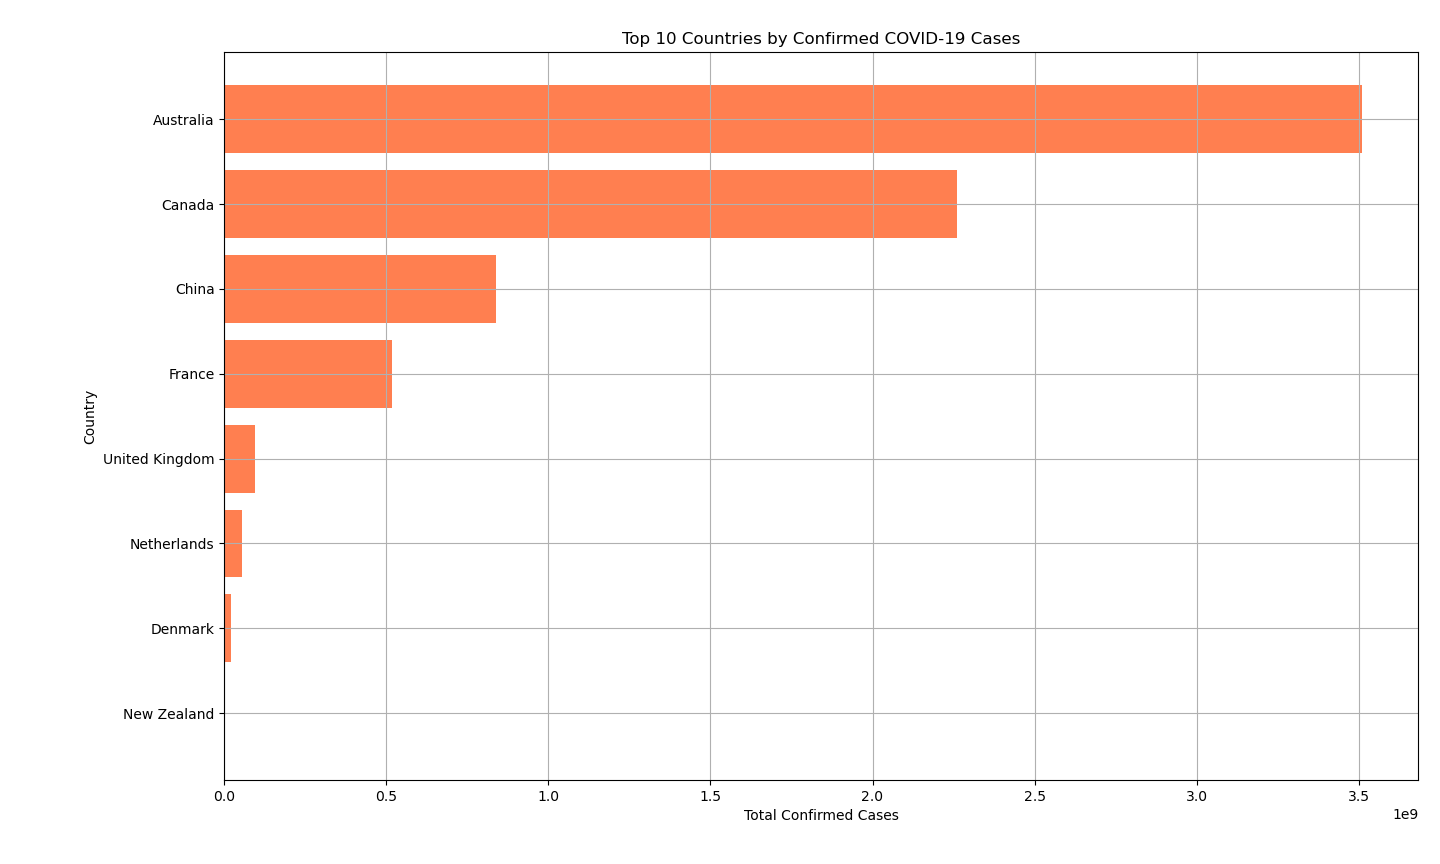 Top 10 Countries by Confirmed COVID-19 Cases
Australia
Canada
China
France
United Kingdom
Netherlands
Denmark
New Zealand
Country
0.0 0.5 1.0 1.5 2.0 2.5 3.0 3.5
1e9
Total Confirmed Cases